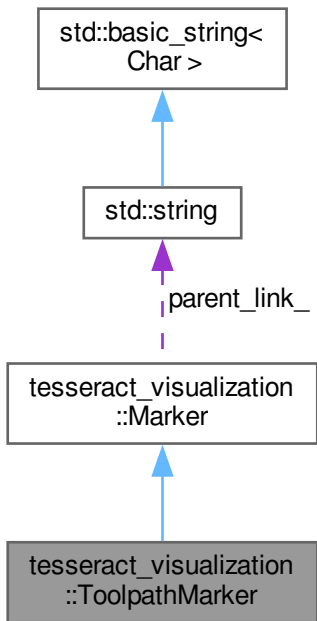 std::basic_string<
Char >
std::string
parent_link_
tesseract_visualization
::Marker
tesseract_visualization
::ToolpathMarker